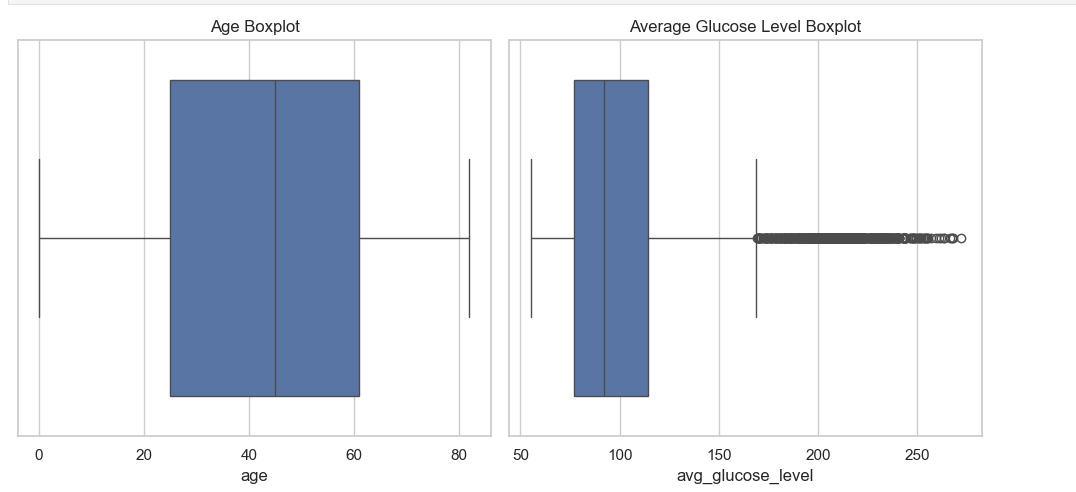 Age Boxplot
0 20 40 60 80
age
Average Glucose Level Boxplot
50 100 150 200 250
avg_glucose_level